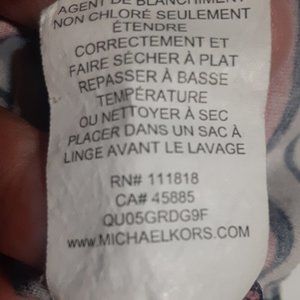 AGENT DE BLANCHIMENT
NON CHLORÉ SEULEMENT
ÉTENDRE
CORRECTEMENT ET
FAIRE SÉCHER À PLAT
REPASSER À BASSE
TEMPÉRATURE
OU NETTOYER À SEC
PLACER DANS UN SAC À
LINGE AVANT LE LAVAGE
RN# 111818
CA# 45885
QU05GRDG9F
www.MICHAELKORS.COM